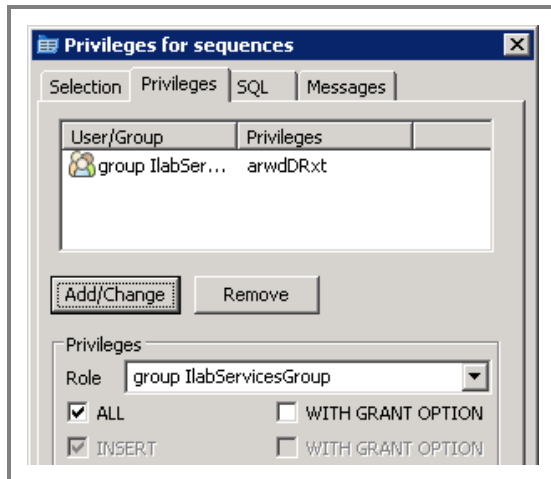 Privileges for sequences
Selection Privileges SQL Messages
User/Group Privileges
group IlabSer... arwdDRxt
Add/Change Remove
Privileges
Role group IlabServicesGroup
ALL WITH GRANT OPTION
INSERT WITH GRANT OPTION